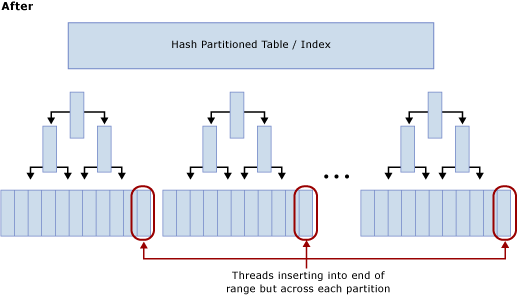 After
Hash Partitioned Table / Index
Threads inserting into end of
range but across each partition